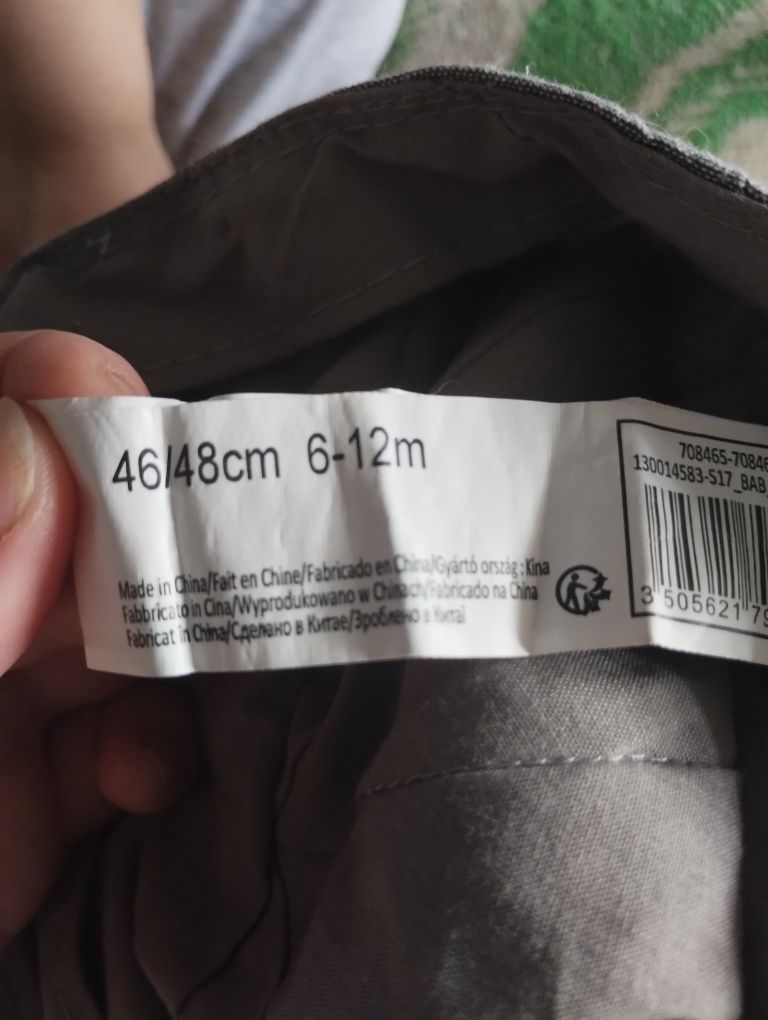 46/48cm 6-12m
Made in China/Fait en Chine/Fabricado en China/Gyártó ország : Kína
Fabbricato in Cina/Wyprodukowano w Chinach/Fabricado na China
Fabricat în China/Сделано в Китае/Зроблено в Китаї
708465-70846
130014583-S17_BAB_
3 505621 79